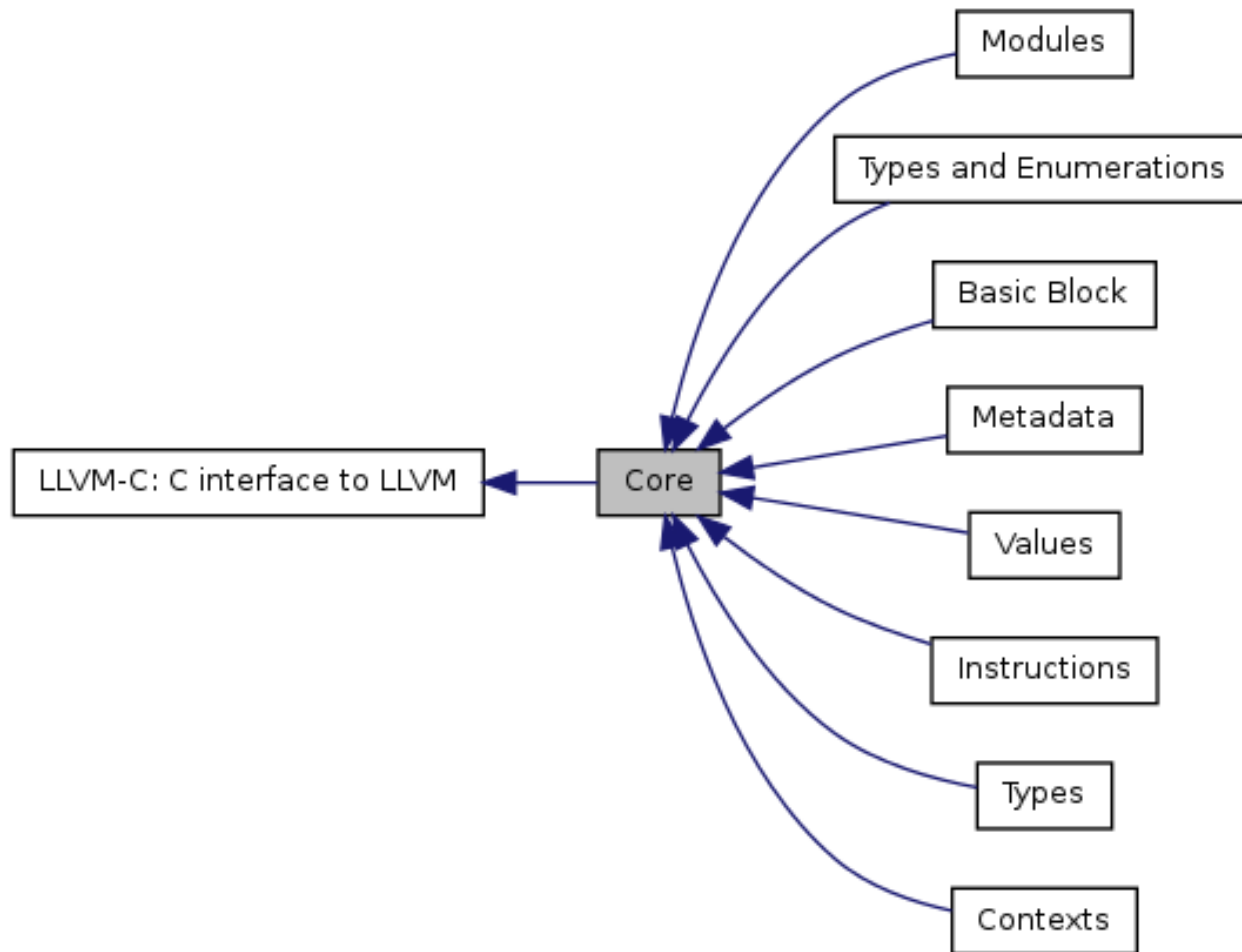 Modules
Types and Enumerations
Basic Block
Metadata
LLVM-C: C interface to LLVM
Core
Values
Instructions
Types
Contexts